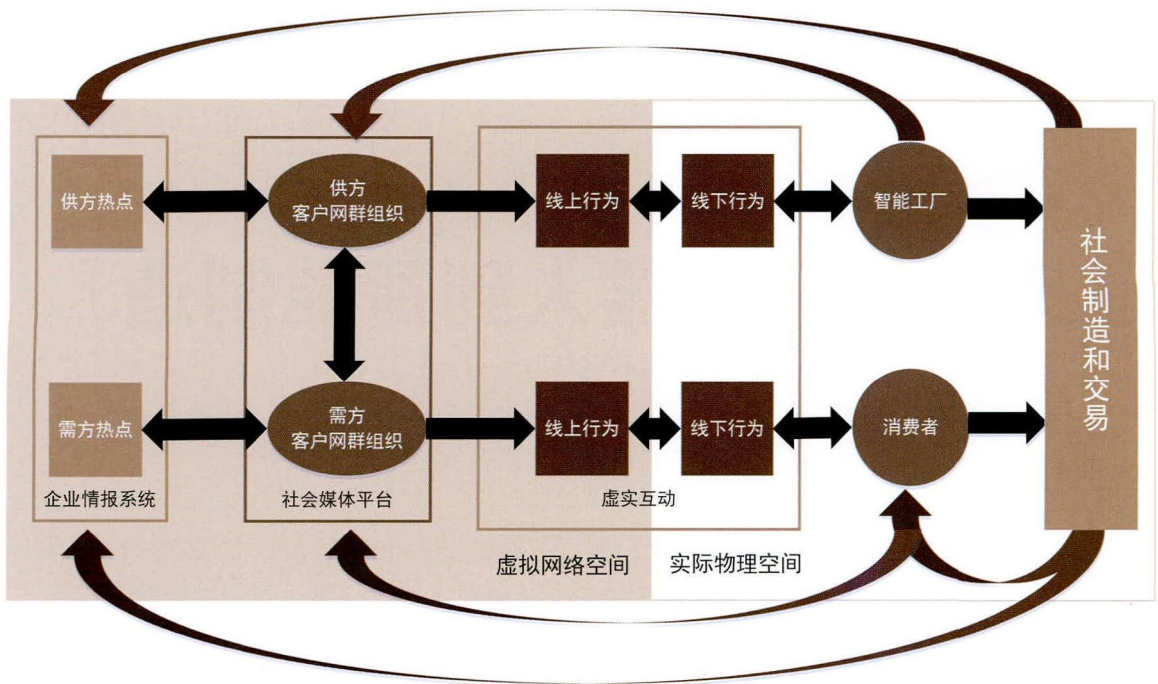 供方热点
供方
客户网群组织
线上行为
线下行为
智能工厂
社会制造和交易
需方热点
需方
客户网群组织
线上行为
线下行为
消费者
企业情报系统
社会媒体平台
虚实互动
虚拟网络空间
实际物理空间